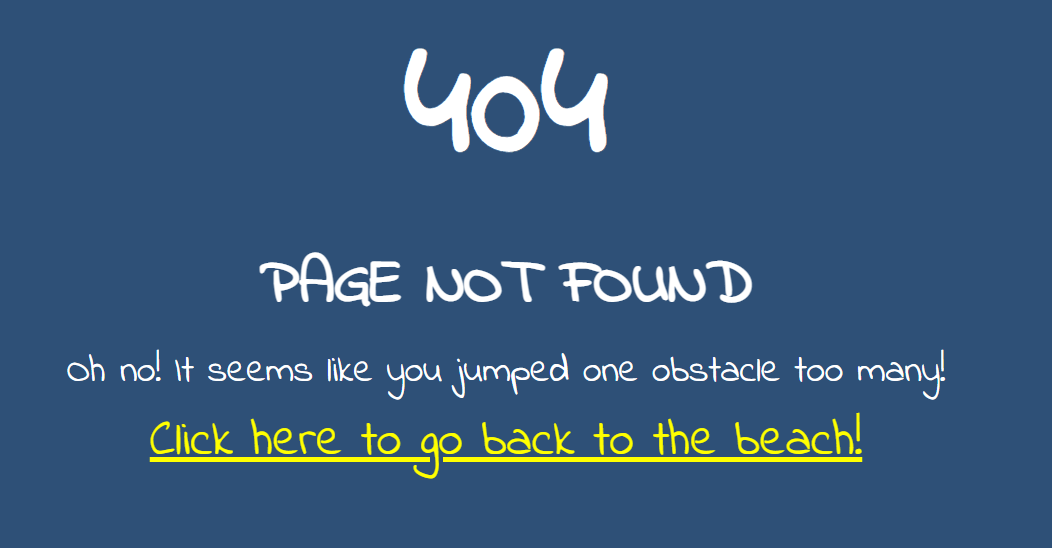 404
PAGE NOT FOUND
Oh no! It seems like you jumped one obstacle too many!
Click here to go back to the beach!